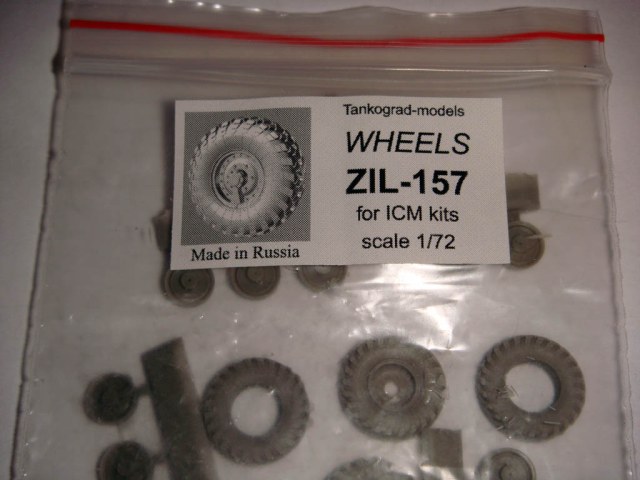 Tankograd-models
WHEELS
ZIL-157
for ICM kits
scale 1/72
Made in Russia